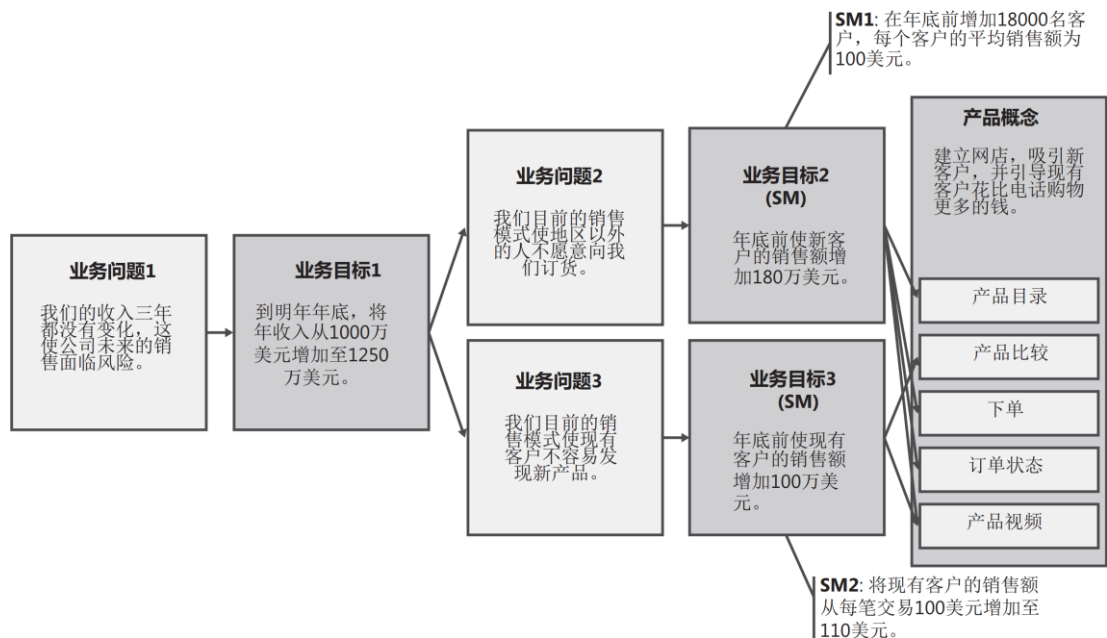 SM1: 在年底前增加18000名客
户，每个客户的平均销售额为
100美元。
业务问题1
我们的收入三年
都没有变化，这
使公司未来的销
售面临风险。
业务目标1
到明年年底，将
年收入从1000万
美元增加至1250
万美元。
业务问题2
我们目前的销售
模式使地区以外
的人不愿意向我
们订货。
业务目标2
(SM)
年底前使新客
户的销售额增
加180万美元。
业务问题3
我们目前的销
售模式使现有
客户不容易发
现新产品。
业务目标3
(SM)
年底前使现有
客户的销售额
增加100万美
元。
产品概念
建立网店，吸引新
客户，并引导现有
客户花比电话购物
更多的钱。
产品目录
产品比较
下单
订单状态
产品视频
SM2: 将现有客户的销售额
从每笔交易100美元增加至
110美元。